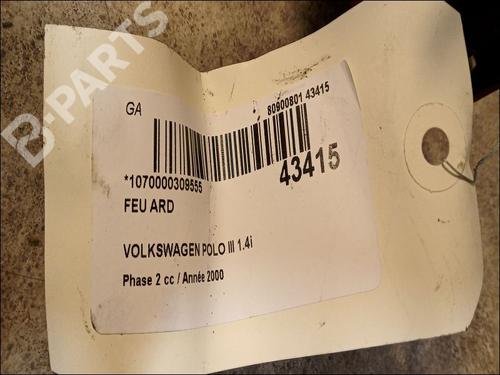 B-PARTS
GA
80900801 43415
*1070000309555
43415
FEU ARD
VOLKSWAGEN POLO III 1.4i
Phase 2 cc / Année 2000